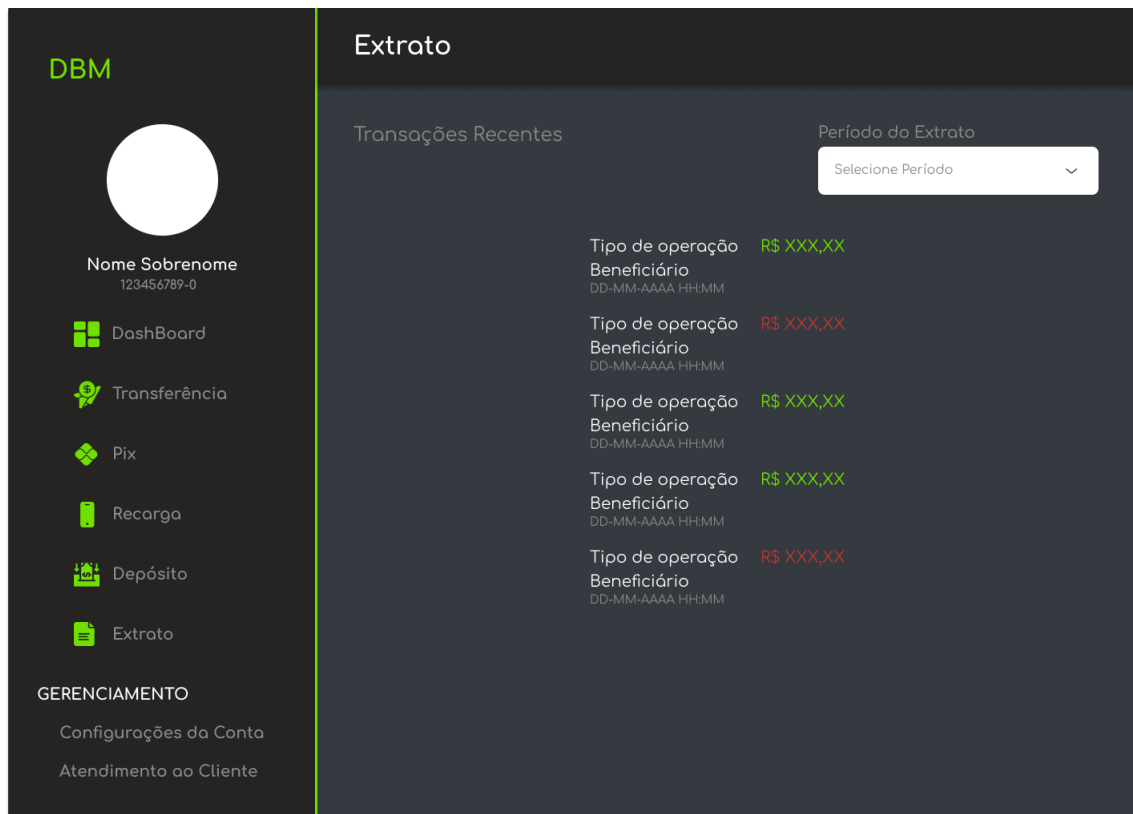 DBM
Nome Sobrenome
123456789-0
DashBoard
Transferência
Pix
Recarga
Depósito
Extrato
GERENCIAMENTO
Configurações da Conta
Atendimento ao Cliente
Extrato
Transações Recentes
Período do Extrato
Selecione Período
Tipo de operação R$ XXX,XX
Beneficiário
DD-MM-AAAA HH:MM
Tipo de operação R$ XXX,XX
Beneficiário
DD-MM-AAAA HH:MM
Tipo de operação R$ XXX,XX
Beneficiário
DD-MM-AAAA HH:MM
Tipo de operação R$ XXX,XX
Beneficiário
DD-MM-AAAA HH:MM
Tipo de operação R$ XXX,XX
Beneficiário
DD-MM-AAAA HH:MM